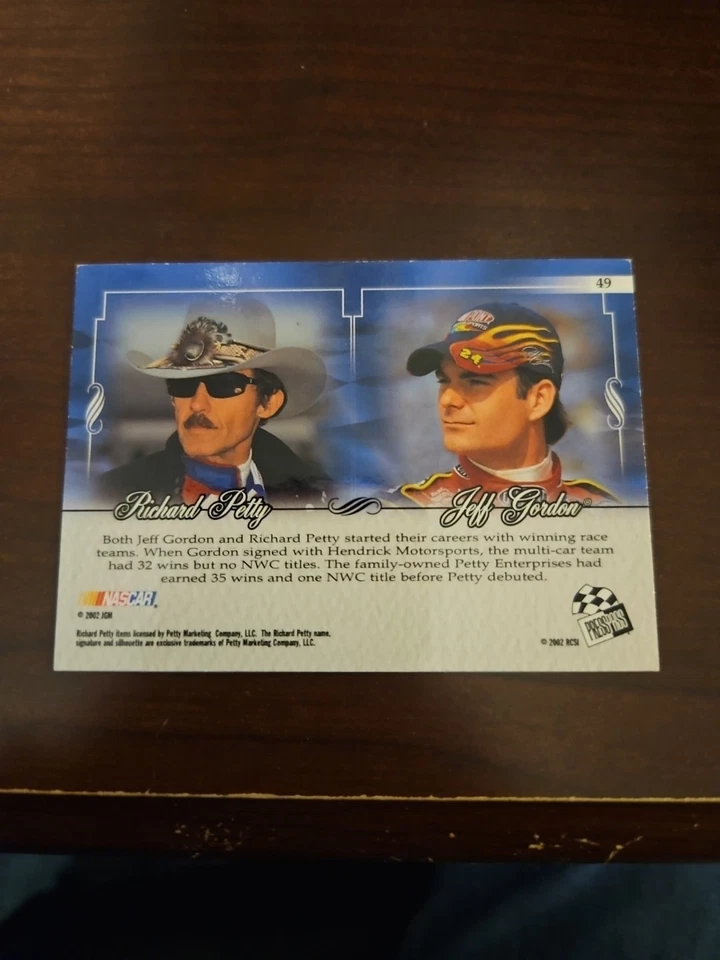 49
DUPONT
24
Richard Petty
Jeff Gordon®
Both Jeff Gordon and Richard Petty started their careers with winning race
teams. When Gordon signed with Hendrick Motorsports, the multi-car team
had 32 wins but no NWC titles. The family-owned Petty Enterprises had
earned 35 wins and one NWC title before Petty debuted.
NASCAR
© 2002 JGM
PRESS PASS
Richard Petty items licensed by Petty Marketing Company, LLC. The Richard Petty name,
signature and silhouette are exclusive trademarks of Petty Marketing Company, LLC.
© 2002 RCSI